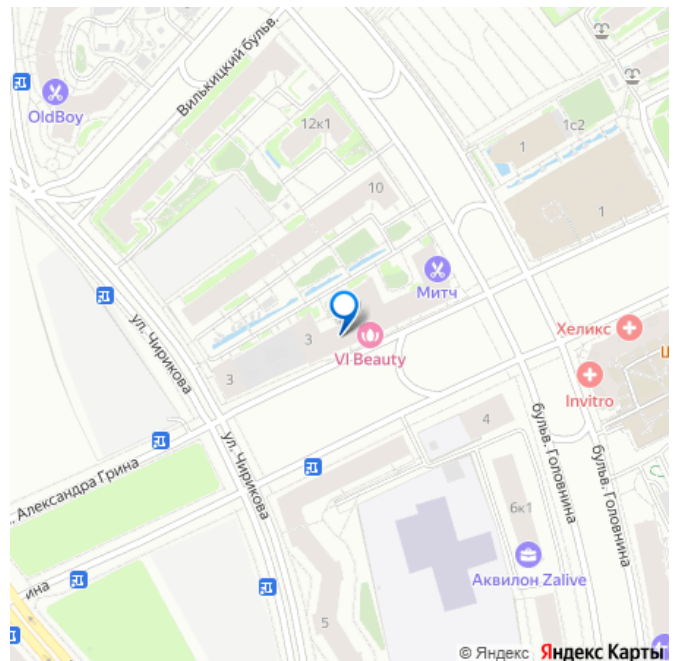 Вилькицкий бульв.
OldBoy
12к1
1с2
1
10
1
Митч
Хеликс
3
VI Beauty
3
Invitro
ул. Чирикова
4
бульв. Головнина
бульв. Головнина
ул. Чирикова
Александра Грина
6к1
Аквилон Zalive
ина
5
© Яндекс Яндекс Карты